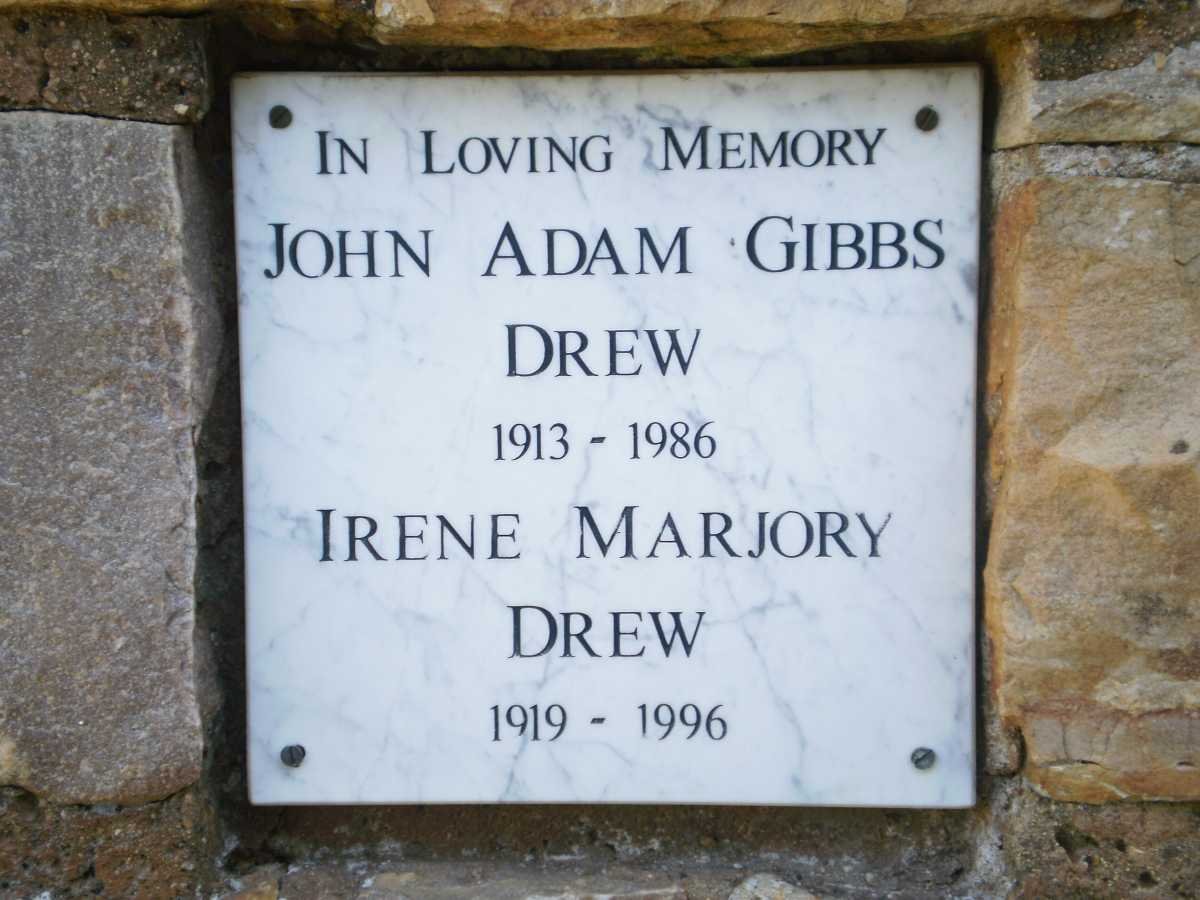 In Loving Memory
John Adam Gibbs
Drew
1913 - 1986
Irene Marjory
Drew
1919 - 1996